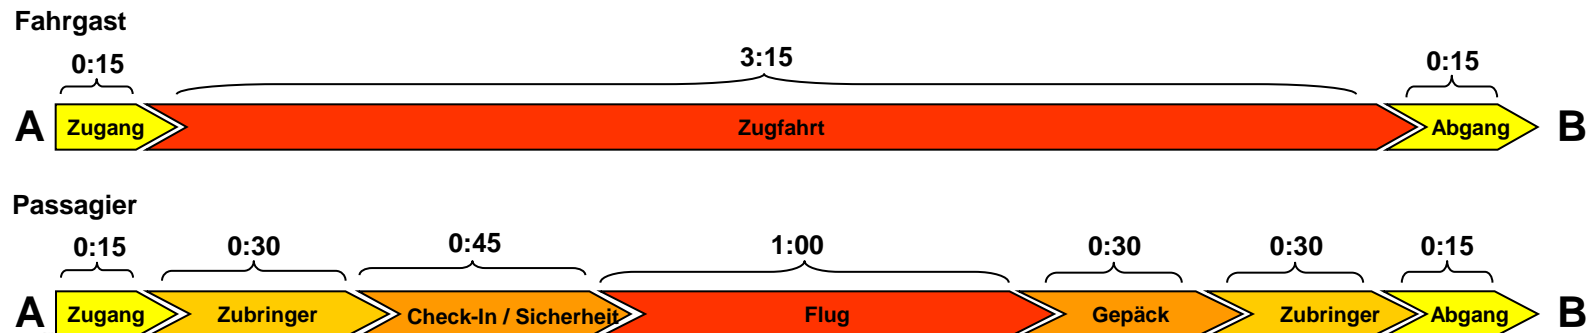 Fahrgast
0:15 3:15 0:15
A Zugang Zugfahrt Abgang B
Passagier
0:15 0:30 0:45 1:00 0:30 0:30 0:15
A Zugang Zubringer Check-In / Sicherheit Flug Gepäck Zubringer Abgang B